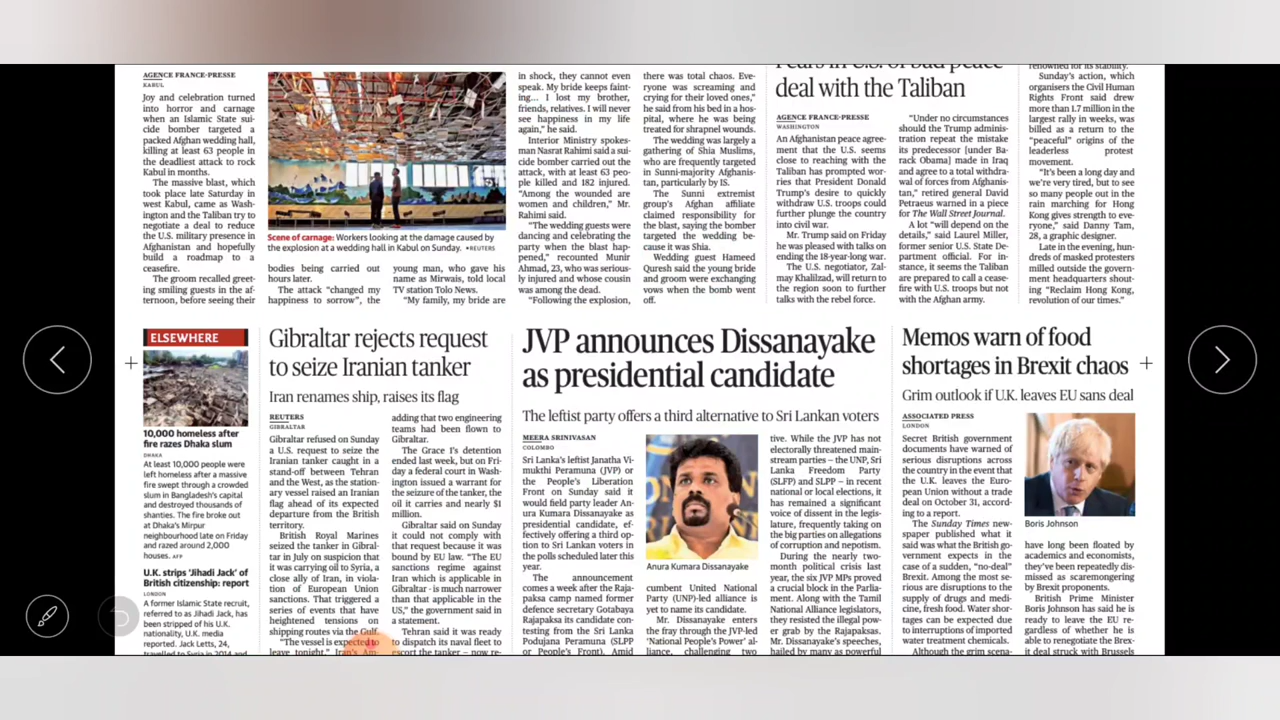 AGENCE FRANCE-PRESSE
KABUL
Joy and celebration turned
into horror and carnage
when an Islamic State sui-
cide bomber targeted a
packed Afghan wedding hall,
killing at least 63 people in
the deadliest attack to rock
Kabul in months.
The massive blast, which
took place late Saturday in
west Kabul, came as Wash-
ington and the Taliban try to
negotiate a deal to reduce
the U.S. military presence in
Afghanistan and hopefully
build a roadmap to a
ceasefire.
The groom recalled greet-
ing smiling guests in the af-
ternoon, before seeing their
Scene of carnage: Workers looking at the damage caused by
the explosion at a wedding hall in Kabul on Sunday. •REUTERS
bodies being carried out
hours later.
The attack “changed my
happiness to sorrow”, the
young man, who gave his
name as Mirwais, told local
TV station Tolo News.
“My family, my bride are
in shock, they cannot even
speak. My bride keeps faint-
ing... I lost my brother,
friends, relatives. I will never
see happiness in my life
again,” he said.
Interior Ministry spokes-
man Nasrat Rahimi said a sui-
cide bomber carried out the
attack, with at least 63 peo-
ple killed and 182 injured.
“Among the wounded are
women and children,” Mr.
Rahimi said.
“The wedding guests were
dancing and celebrating the
party when the blast hap-
pened,” recounted Munir
Ahmad, 23, who was serious-
ly injured and whose cousin
was among the dead.
“Following the explosion,
there was total chaos. Eve-
ryone was screaming and
crying for their loved ones,”
he said from his bed in a hos-
pital, where he was being
treated for shrapnel wounds.
The wedding was largely a
gathering of Shia Muslims,
who are frequently targeted
in Sunni-majority Afghanis-
tan, particularly by IS.
The Sunni extremist
group’s Afghan affiliate
claimed responsibility for
the blast, saying the bomber
targeted the wedding be-
cause it was Shia.
Wedding guest Hameed
Quresh said the young bride
and groom were exchanging
vows when the bomb went
off.
Fears in U.S. of bad peace
deal with the Taliban
AGENCE FRANCE-PRESSE
WASHINGTON
An Afghanistan peace agree-
ment that the U.S. seems
close to reaching with the
Taliban has prompted wor-
ries that President Donald
Trump’s desire to quickly
withdraw U.S. troops could
further plunge the country
into civil war.
Mr. Trump said on Friday
he was pleased with talks on
ending the 18-year-long war.
The U.S. negotiator, Zal-
may Khalilzad, will return to
the region soon to further
talks with the rebel force.
“Under no circumstances
should the Trump adminis-
tration repeat the mistake
its predecessor [under Ba-
rack Obama] made in Iraq
and agree to a total withdra-
wal of forces from Afghanis-
tan,” retired general David
Petraeus warned in a piece
for The Wall Street Journal.
A lot “will depend on the
details,” said Laurel Miller,
former senior U.S. State De-
partment official. For in-
stance, it seems the Taliban
are prepared to call a cease-
fire with U.S. troops but not
with the Afghan army.
renowned for its stability.
Sunday’s action, which
organisers the Civil Human
Rights Front said drew
more than 1.7 million in the
largest rally in weeks, was
billed as a return to the
“peaceful” origins of the
leaderless protest
movement.
“It’s been a long day and
we’re very tired, but to see
so many people out in the
rain marching for Hong
Kong gives strength to eve-
ryone,” said Danny Tam,
28, a graphic designer.
Late in the evening, hun-
dreds of masked protesters
milled outside the govern-
ment headquarters shout-
ing “Reclaim Hong Kong,
revolution of our times.”
ELSEWHERE
10,000 homeless after
fire razes Dhaka slum
DHAKA
At least 10,000 people were
left homeless after a massive
fire swept through a crowded
slum in Bangladesh’s capital
and destroyed thousands of
shanties. The fire broke out
at Dhaka’s Mirpur
neighbourhood late on Friday
and razed around 2,000
houses. AFP
U.K. strips ‘Jihadi Jack’ of
British citizenship: report
LONDON
A former Islamic State recruit,
referred to as Jihadi Jack, has
been stripped of his U.K.
nationality, U.K. media
reported. Jack Letts, 24,
travelled to Syria in 2014 and
Gibraltar rejects request
to seize Iranian tanker
Iran renames ship, raises its flag
REUTERS
GIBRALTAR
Gibraltar refused on Sunday
a U.S. request to seize the
Iranian tanker caught in a
stand-off between Tehran
and the West, as the station-
ary vessel raised an Iranian
flag ahead of its expected
departure from the British
territory.
British Royal Marines
seized the tanker in Gibral-
tar in July on suspicion that
it was carrying oil to Syria, a
close ally of Iran, in viola-
tion of European Union
sanctions. That triggered a
series of events that have
heightened tensions on
shipping routes via the Gulf.
“The vessel is expected to
leave tonight,” Iran’s Am-
adding that two engineering
teams had been flown to
Gibraltar.
The Grace I’s detention
ended last week, but on Fri-
day a federal court in Wash-
ington issued a warrant for
the seizure of the tanker, the
oil it carries and nearly $1
million.
Gibraltar said on Sunday
it could not comply with
that request because it was
bound by EU law. “The EU
sanctions regime against
Iran which is applicable in
Gibraltar - is much narrower
than that applicable in the
US,” the government said in
a statement.
Tehran said it was ready
to dispatch its naval fleet to
escort the tanker – now re-
JVP announces Dissanayake
as presidential candidate
The leftist party offers a third alternative to Sri Lankan voters
MEERA SRINIVASAN
COLOMBO
Sri Lanka’s leftist Janatha Vi-
mukthi Peramuna (JVP) or
the People’s Liberation
Front on Sunday said it
would field party leader An-
ura Kumara Dissanayake as
presidential candidate, ef-
fectively offering a third op-
tion to Sri Lankan voters in
the polls scheduled later this
year.
The announcement
comes a week after the Raja-
paksa camp named former
defence secretary Gotabaya
Rajapaksa its candidate con-
testing from the Sri Lanka
Podujana Peramuna (SLPP
or People’s Front). Amid
Anura Kumara Dissanayake
cumbent United National
Party (UNP)-led alliance is
yet to name its candidate.
Mr. Dissanayake enters
the fray through the JVP-led
‘National People’s Power’ al-
liance, challenging two
tive. While the JVP has not
electorally threatened main-
stream parties – the UNP, Sri
Lanka Freedom Party
(SLFP) and SLPP – in recent
national or local elections, it
has remained a significant
voice of dissent in the legis-
lature, frequently taking on
the big parties on allegations
of corruption and nepotism.
During the nearly two-
month political crisis last
year, the six JVP MPs proved
a crucial block in the Parlia-
ment. Along with the Tamil
National Alliance legislators,
they resisted the illegal pow-
er grab by the Rajapaksas.
Mr. Dissanayake’s speeches,
hailed by many as powerful
Memos warn of food
shortages in Brexit chaos
Grim outlook if U.K. leaves EU sans deal
ASSOCIATED PRESS
LONDON
Secret British government
documents have warned of
serious disruptions across
the country in the event that
the U.K. leaves the Euro-
pean Union without a trade
deal on October 31, accord-
ing to a report.
The Sunday Times new-
spaper published what it
said was what the British go-
vernment expects in the
case of a sudden, “no-deal”
Brexit. Among the most se-
rious are disruptions to the
supply of drugs and medi-
cine, fresh food. Water shor-
tages can be expected due
to interruptions of imported
water treatment chemicals.
Although the grim scena-
Boris Johnson
have long been floated by
academics and economists,
they’ve been repeatedly dis-
missed as scaremongering
by Brexit proponents.
British Prime Minister
Boris Johnson has said he is
ready to leave the EU re-
gardless of whether he is
able to renegotiate the Brex-
it deal struck with Brussels